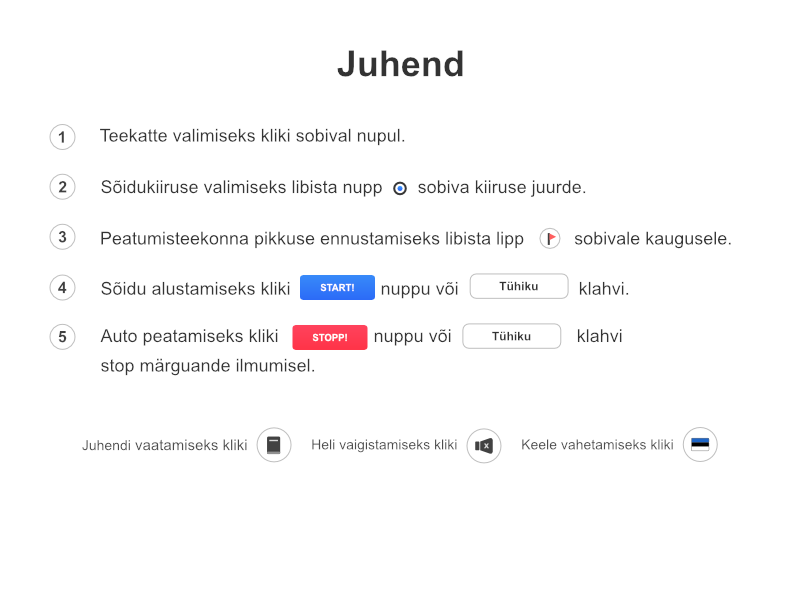 Juhend
1 Teekatte valimiseks kliki sobival nupul.
2 Sõidukiiruse valimiseks libista nupp sobiva kiiruse juurde.
3 Peatumisteekonna pikkuse ennustamiseks libista lipp sobivale kaugusele.
4 Sõidu alustamiseks kliki START! nuppu või Tühiku klahvi.
5 Auto peatamiseks kliki STOPP! nuppu või Tühiku klahvi
stop märguande ilmumisel.
Juhendi vaatamiseks kliki Heli vaigistamiseks kliki x Keele vahetamiseks kliki